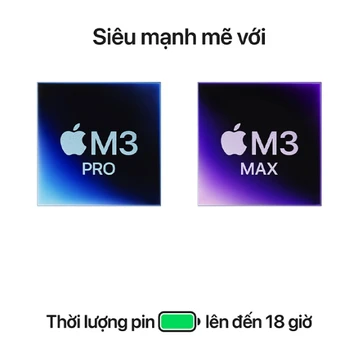 Siêu mạnh mẽ với
M3
PRO
M3
MAX
Thời lượng pin lên đến 18 giờ